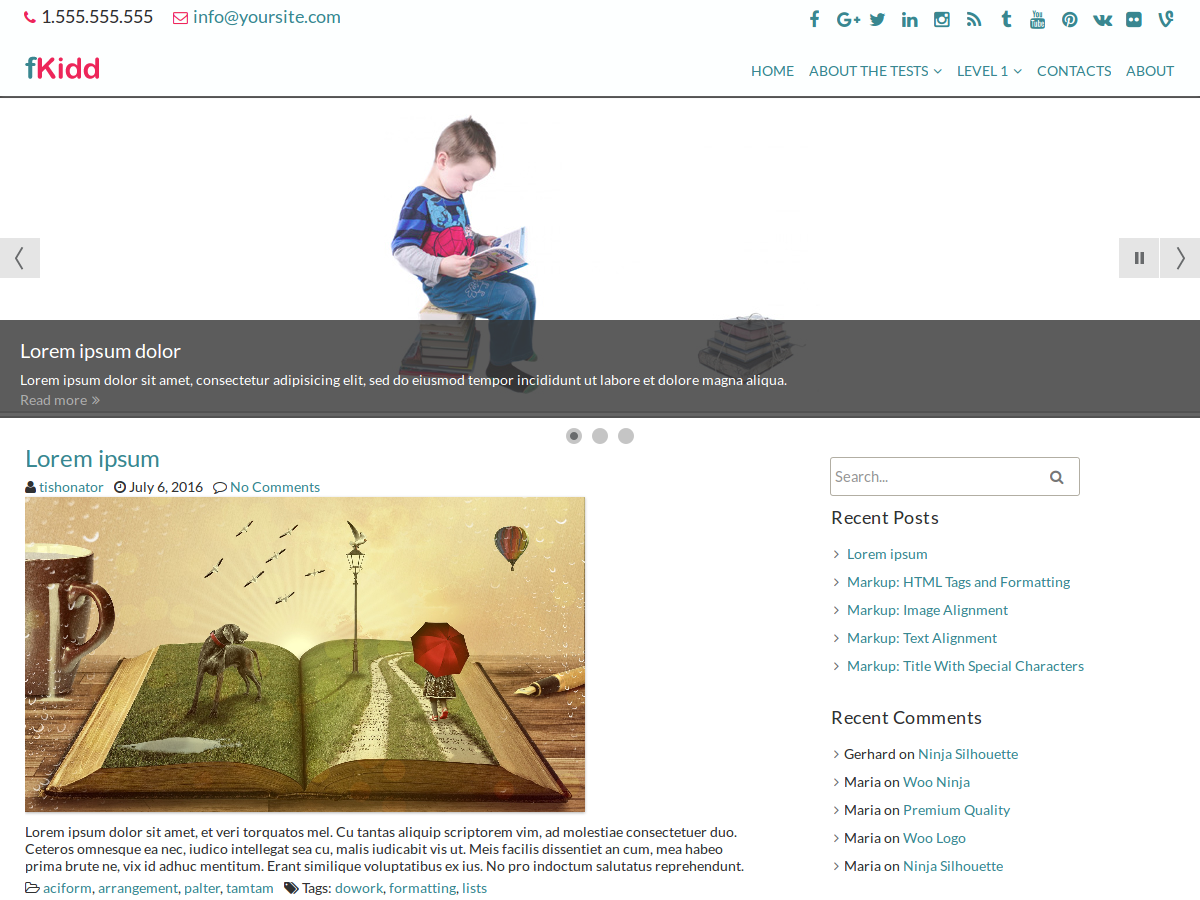 1.555.555.555 info@yoursite.com
You Tube
fKidd
HOME ABOUT THE TESTS LEVEL 1 CONTACTS ABOUT
Lorem ipsum dolor
Lorem ipsum dolor sit amet, consectetur adipisicing elit, sed do eiusmod tempor incididunt ut labore et dolore magna aliqua.
Read more »
Lorem ipsum
tishonator July 6, 2016 No Comments
Lorem ipsum dolor sit amet, et veri torquatos mel. Cu tantas aliquip scriptorem vim, ad molestiae consectetuer duo.
Ceteros omnesque ea nec, iudico intellegat sea cu, malis iudicabit vis ut. Meis facilis dissentiet an cum, mea habeo
prima brute ne, vix id adhuc mentitum. Erant similique voluptatibus ex ius. No pro indoctum salutatus reprehendunt.
aciform, arrangement, palter, tamtam Tags: dowork, formatting, lists
Search...
Recent Posts
Lorem ipsum
Markup: HTML Tags and Formatting
Markup: Image Alignment
Markup: Text Alignment
Markup: Title With Special Characters
Recent Comments
Gerhard on Ninja Silhouette
Maria on Woo Ninja
Maria on Premium Quality
Maria on Woo Logo
Maria on Ninja Silhouette